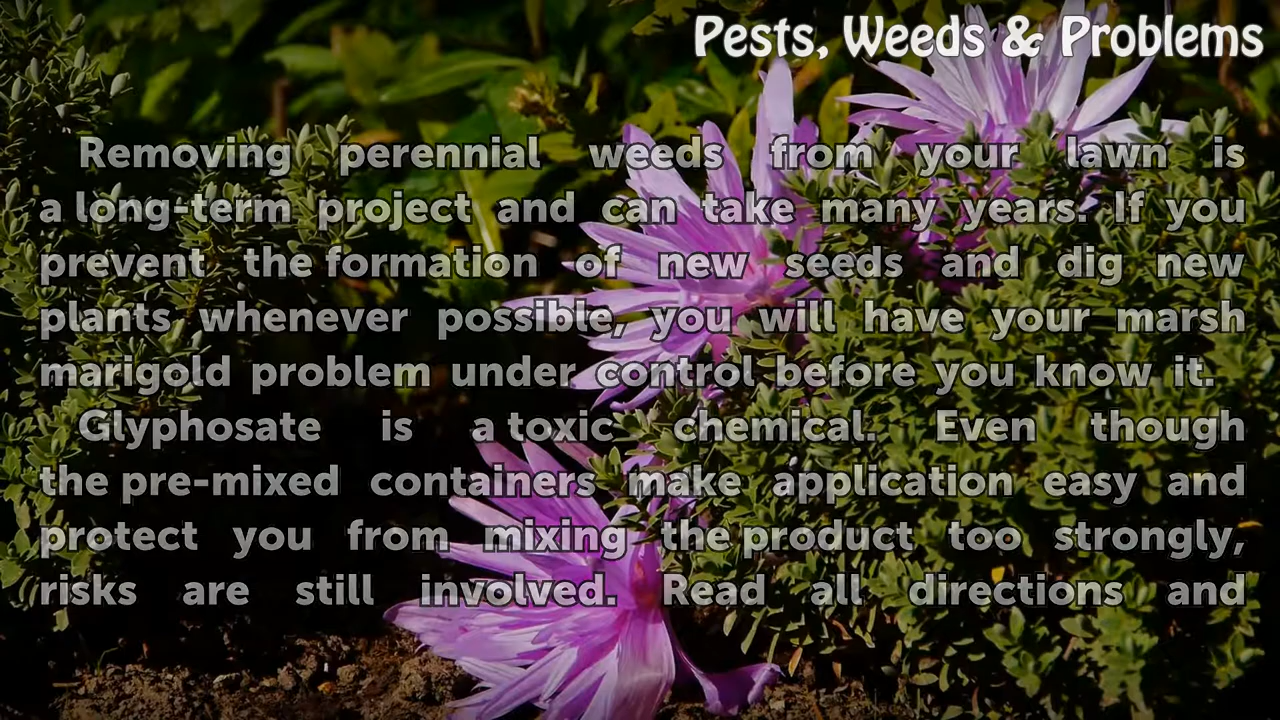 Pests, Weeds & Problems
Removing perennial weeds from your lawn is
a long-term project and can take many years. If you
prevent the formation of new seeds and dig new
plants whenever possible, you will have your marsh
marigold problem under control before you know it.
Glyphosate is a toxic chemical. Even though
the pre-mixed containers make application easy and
protect you from mixing the product too strongly,
risks are still involved. Read all directions and